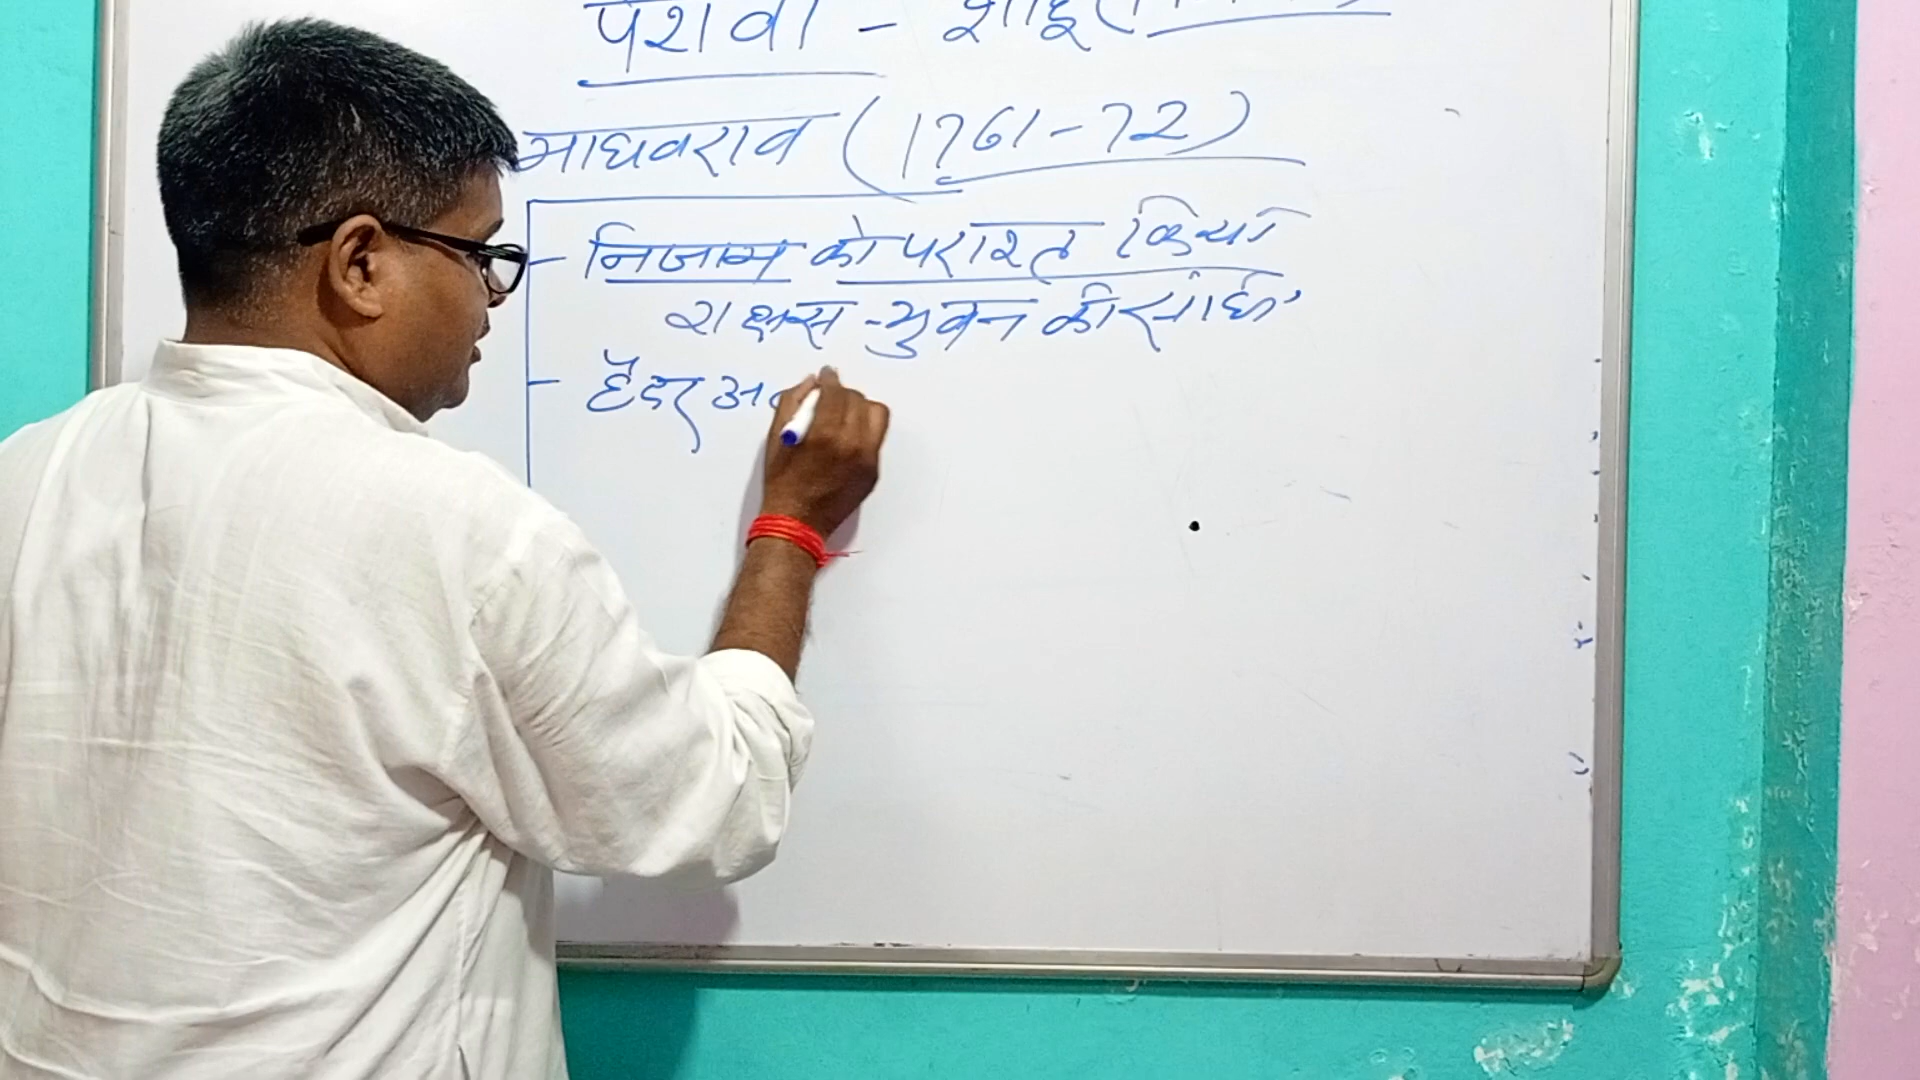 पेशवा - शाहू
माधवराव (1761-72)
- निजाम को परास्त किया
राक्षस-भुवन की संधि
- हैदर अ